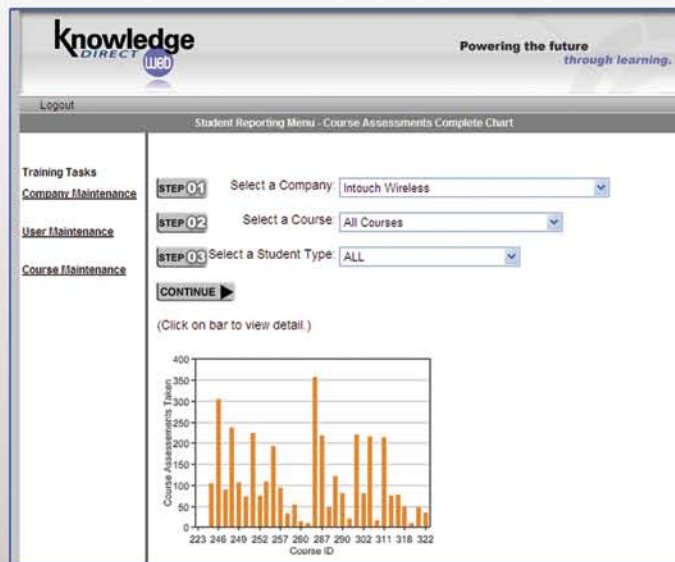 Knowledge
DIRECT
web
Powering the future
through learning.
Logout
Student Reporting Menu - Course Assessments Complete Chart
Training Tasks
Company Maintenance
User Maintenance
Course Maintenance
STEP 01 Select a Company: Intouch Wireless
STEP 02 Select a Course: All Courses
STEP 03 Select a Student Type: ALL
CONTINUE
(Click on bar to view detail.)
Course Assessments Taken
400
350
300
250
200
150
100
50
0
223 246 249 252 257 260 287 290 302 311 318 322
Course ID